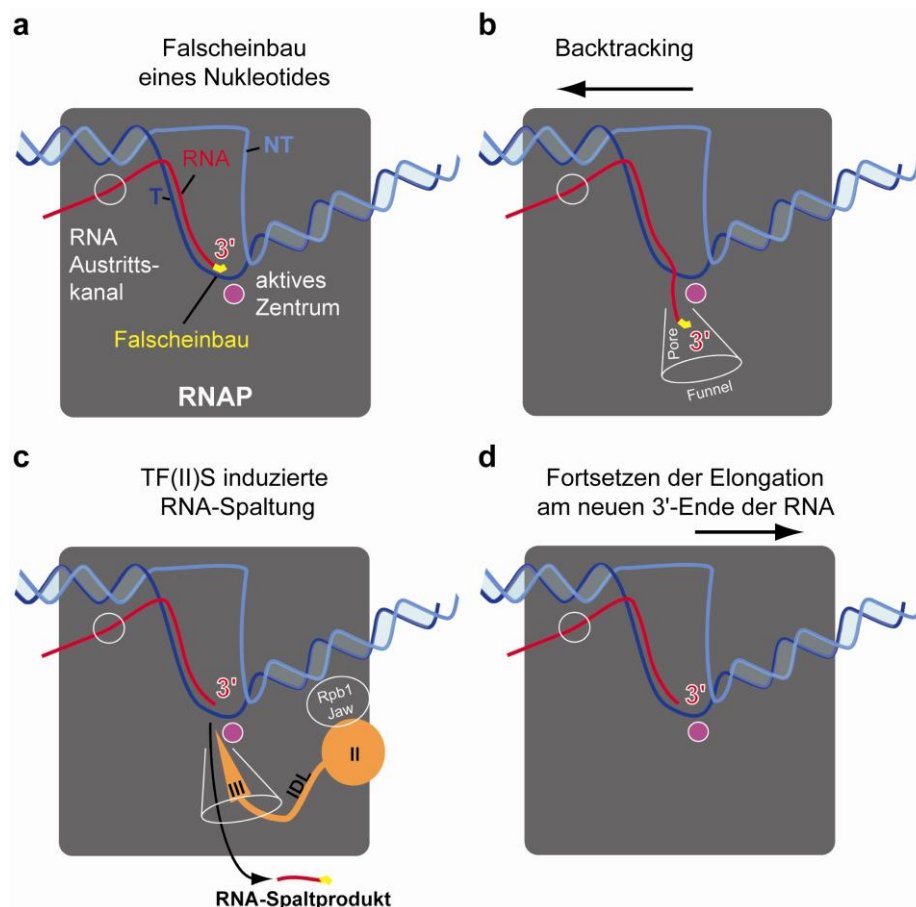 a
Falscheinbau
eines Nukleotides
NT
RNA
T
3'
RNA
Austritts-
kanal
aktives
Zentrum
Falscheinbau
RNAP
b
Backtracking
Pore
3'
Funnel
c
TF(II)S induzierte
RNA-Spaltung
3'
Rpb1
Jaw
II
III
IDL
RNA-Spaltprodukt
d
Fortsetzen der Elongation
am neuen 3'-Ende der RNA
3'